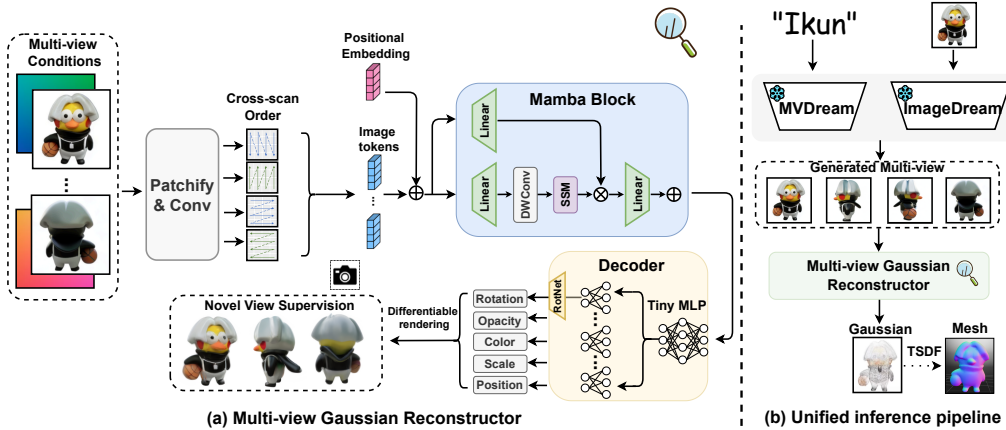 Multi-view
Conditions
Patchify
& Conv
Cross-scan
Order
Positional
Embedding
Image
tokens
Mamba Block
Linear
Linear
DWConv
SSM
Linear
Decoder
Tiny MLP
RotNet
Rotation
Opacity
Color
Scale
Position
Differentiable
rendering
Novel View Supervision
(a) Multi-view Gaussian Reconstructor
"Ikun"
MVDream
ImageDream
Generated Multi-view
Multi-view Gaussian
Reconstructor
Gaussian
TSDF
Mesh
(b) Unified inference pipeline